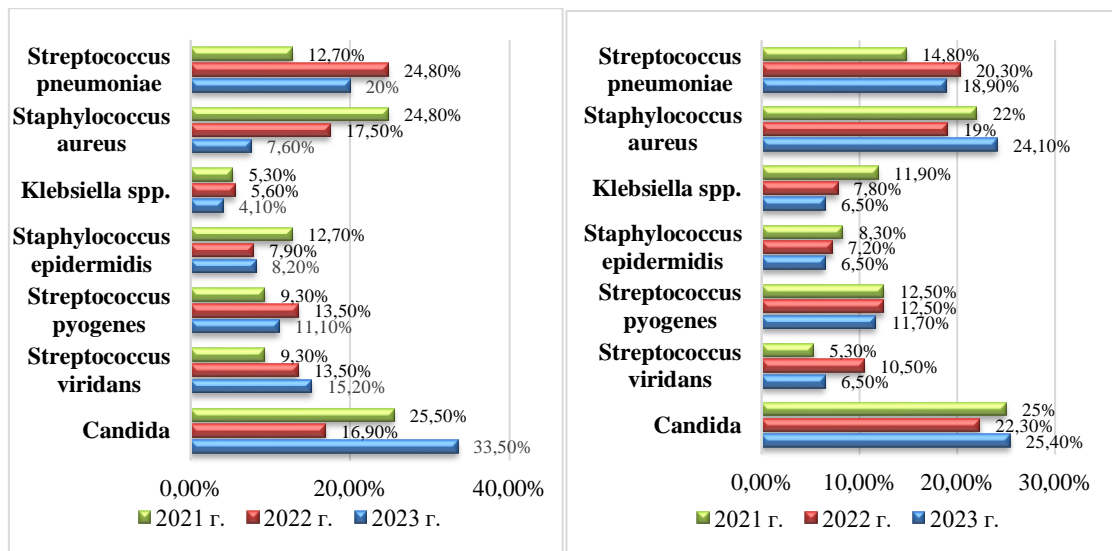 Streptococcus
pneumoniae
12,70%
24,80%
20%
Staphylococcus
aureus
24,80%
17,50%
7,60%
Klebsiella spp.
5,30%
5,60%
4,10%
Staphylococcus
epidermidis
12,70%
7,90%
8,20%
Streptococcus
pyogenes
9,30%
13,50%
11,10%
Streptococcus
viridans
9,30%
13,50%
15,20%
Candida
25,50%
16,90%
33,50%
0,00% 20,00% 40,00%
2021 г. 2022 г. 2023 г.
Streptococcus
pneumoniae
14,80%
20,30%
18,90%
Staphylococcus
aureus
22%
19%
24,10%
Klebsiella spp.
11,90%
7,80%
6,50%
Staphylococcus
epidermidis
8,30%
7,20%
6,50%
Streptococcus
pyogenes
12,50%
12,50%
11,70%
Streptococcus
viridans
5,30%
10,50%
6,50%
Candida
25%
22,30%
25,40%
0,00% 10,00% 20,00% 30,00%
2021 г. 2022 г. 2023 г.